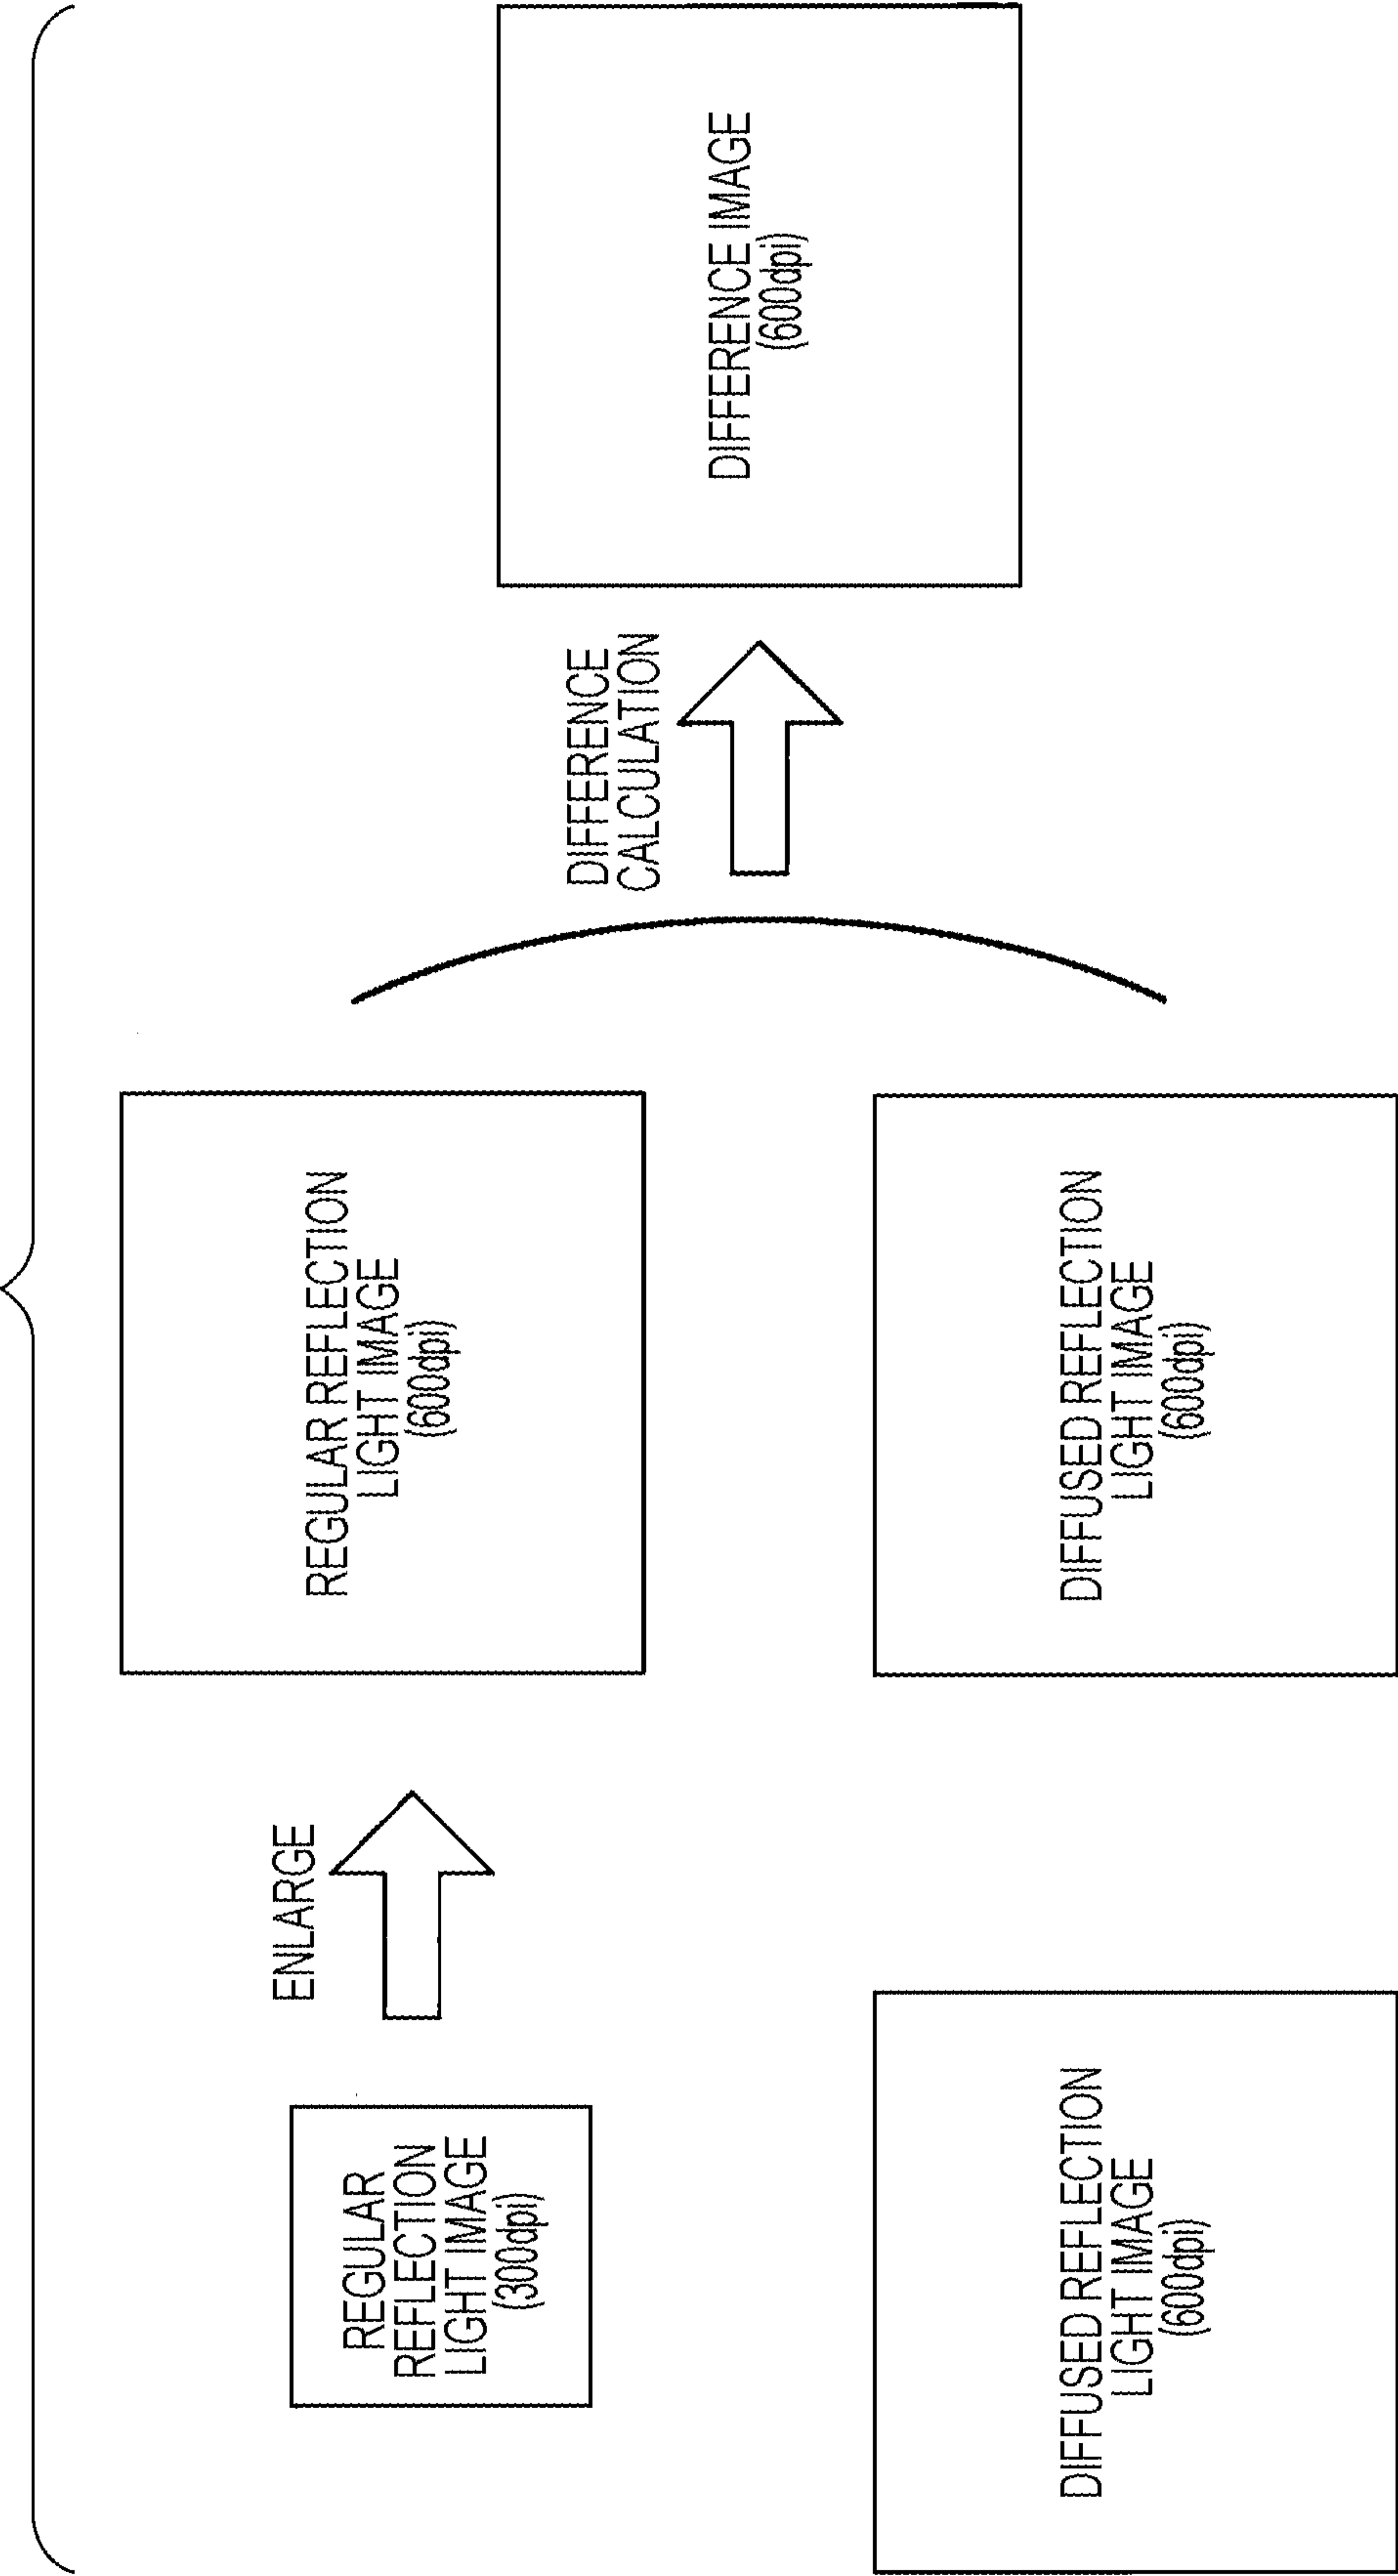 REGULAR
REFLECTION
LIGHT IMAGE
(300dpi)
ENLARGE
REGULAR REFLECTION
LIGHT IMAGE
(600dpi)
DIFFUSED REFLECTION
LIGHT IMAGE
(600dpi)
DIFFUSED REFLECTION
LIGHT IMAGE
(600dpi)
DIFFERENCE
CALCULATION
DIFFERENCE IMAGE
(600dpi)